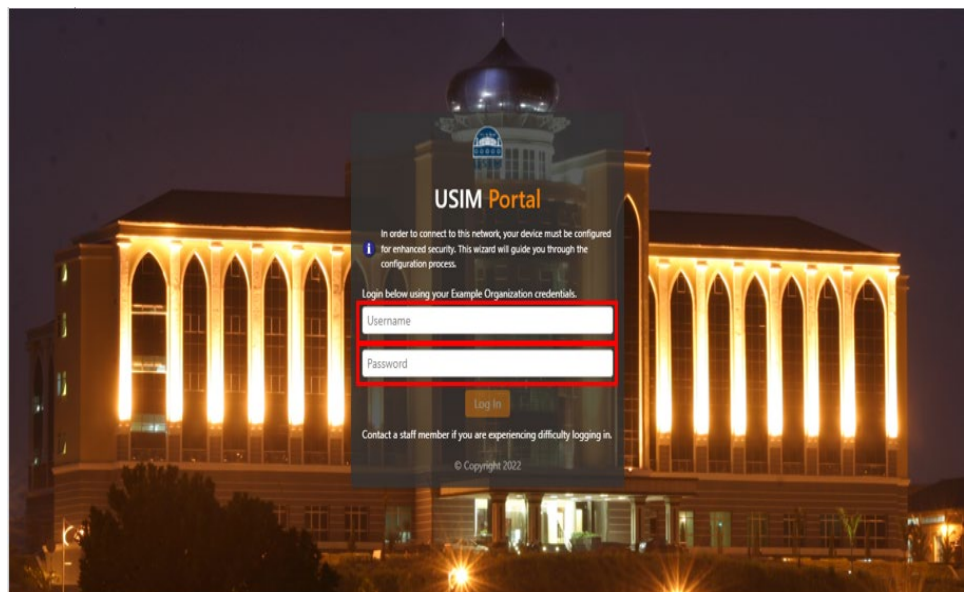 USIM Portal
In order to connect to this network, your device must be configured
for enhanced security. This wizard will guide you through the
configuration process.
Login below using your Example Organization credentials.
Username
Password
Log In
Contact a staff member if you are experiencing difficulty logging in.
© Copyright 2022